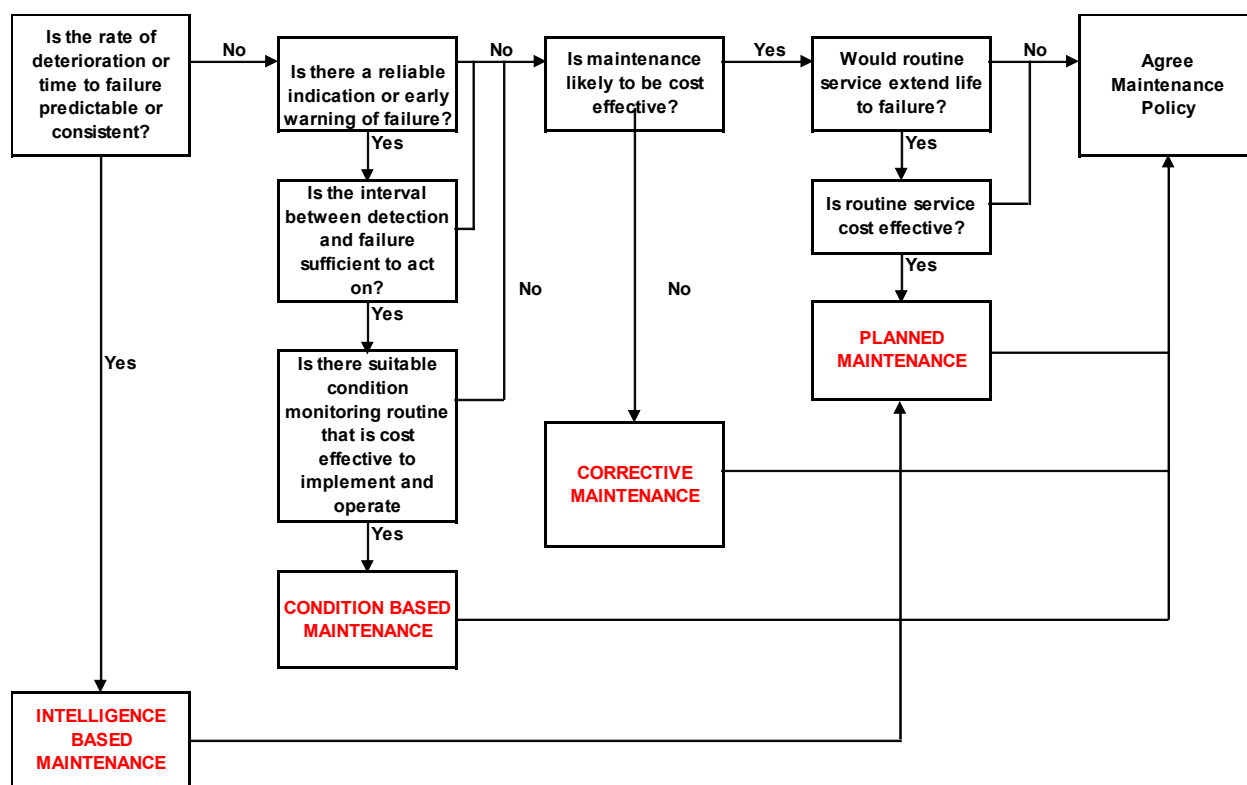 Is the rate of
deterioration or
time to failure
predictable or
consistent?
No
Is there a reliable
indication or early
warning of failure?
No
Is maintenance
likely to be cost
effective?
Yes
Would routine
service extend life
to failure?
No
Agree
Maintenance
Policy
Yes
Yes
Is the interval
between detection
and failure
sufficient to act
on?
Is routine service
cost effective?
Yes
No
No
Yes
Yes
Is there suitable
condition
monitoring routine
that is cost
effective to
implement and
operate
PLANNED
MAINTENANCE
CORRECTIVE
MAINTENANCE
Yes
CONDITION BASED
MAINTENANCE
INTELLIGENCE
BASED
MAINTENANCE